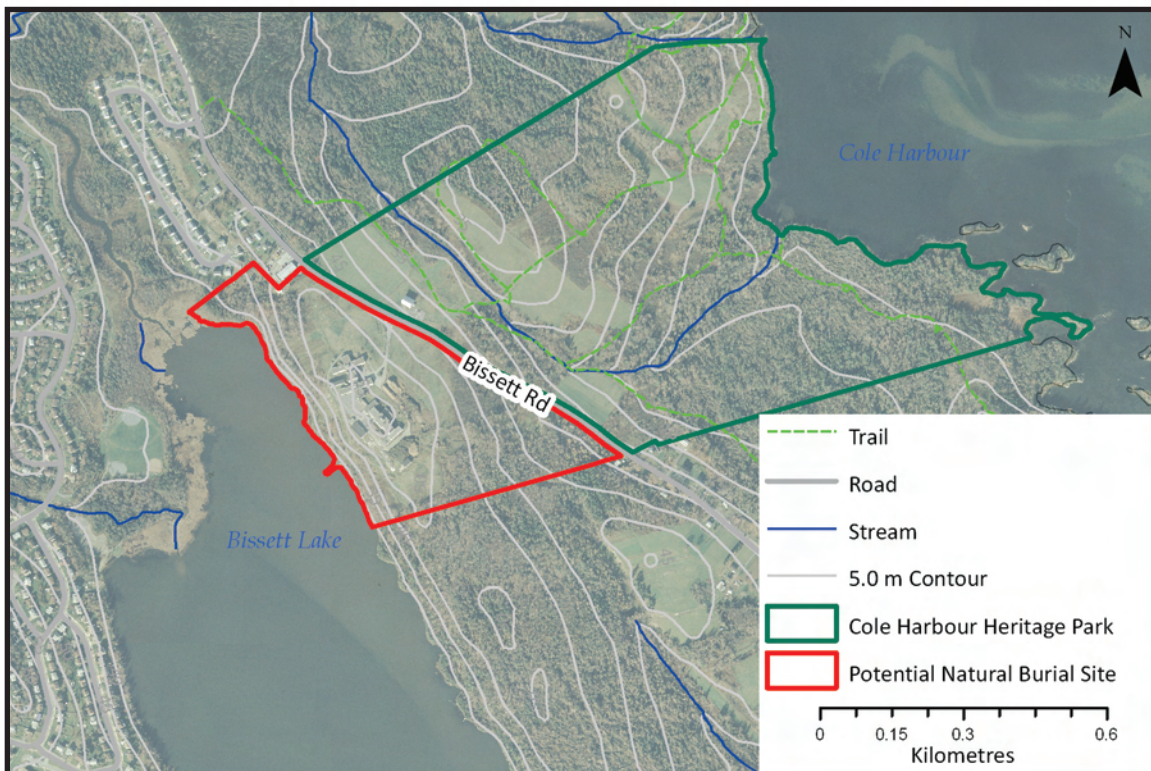 N
Cole Harbour
Bissett Rd
Bissett Lake
Trail
Road
Stream
5.0 m Contour
Cole Harbour Heritage Park
Potential Natural Burial Site
0 0.15 0.3 0.6
Kilometres